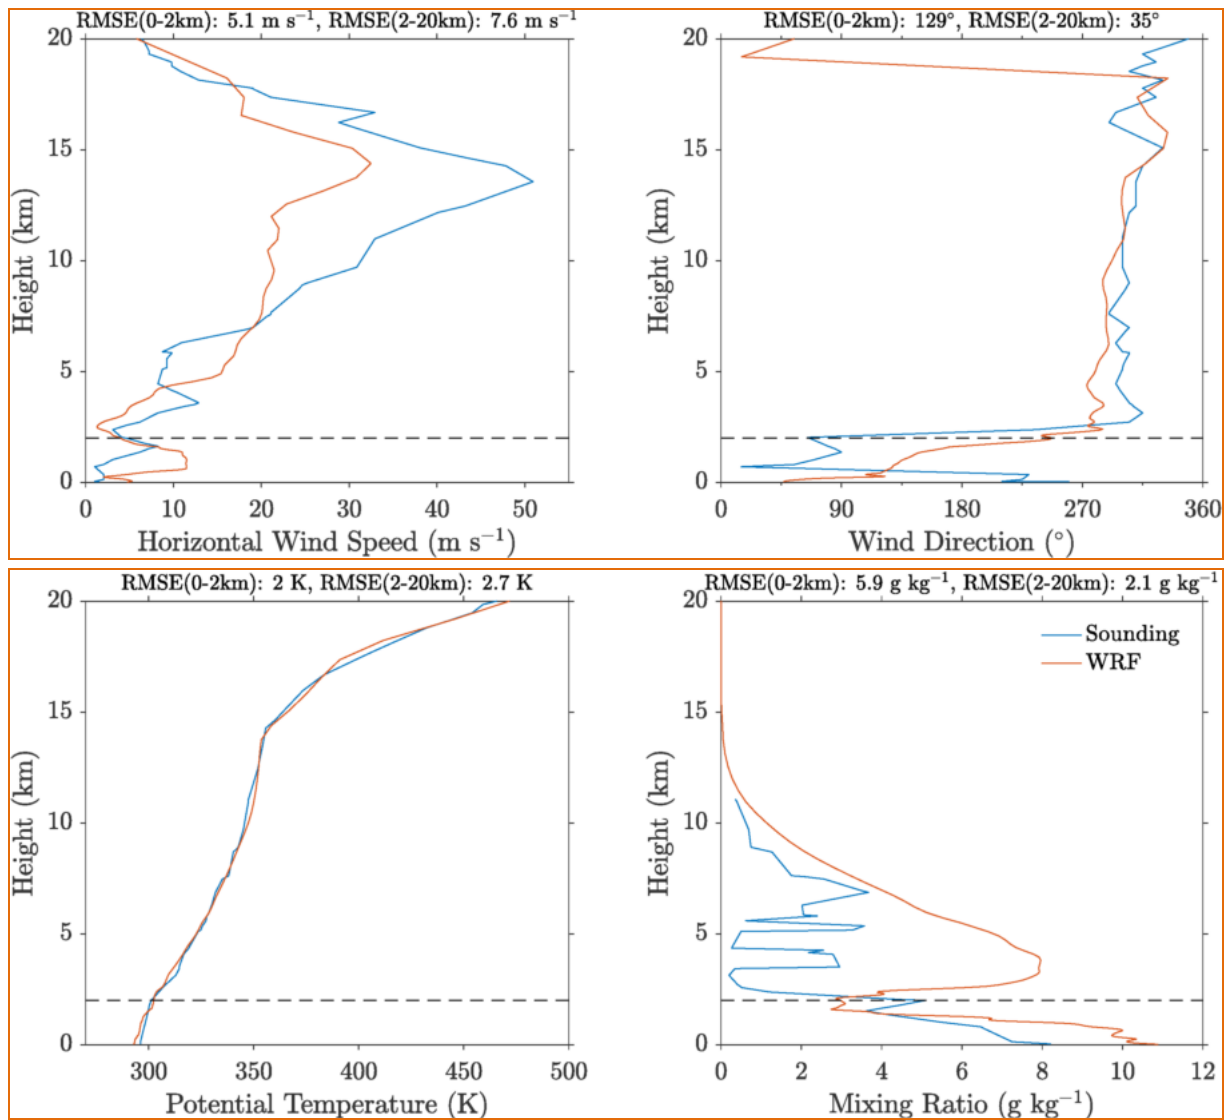 RMSE(0-2km): 5.1 m s⁻¹, RMSE(2-20km): 7.6 m s⁻¹
20
15
10
5
0
Height (km)
0 10 20 30 40 50
Horizontal Wind Speed (m s⁻¹)
RMSE(0-2km): 129°, RMSE(2-20km): 35°
20
15
10
5
0
Height (km)
0 90 180 270 360
Wind Direction (°)
RMSE(0-2km): 2 K, RMSE(2-20km): 2.7 K
20
15
10
5
0
Height (km)
300 350 400 450 500
Potential Temperature (K)
RMSE(0-2km): 5.9 g kg⁻¹, RMSE(2-20km): 2.1 g kg⁻¹
20
15
10
5
0
Height (km)
Sounding
WRF
0 2 4 6 8 10 12
Mixing Ratio (g kg⁻¹)